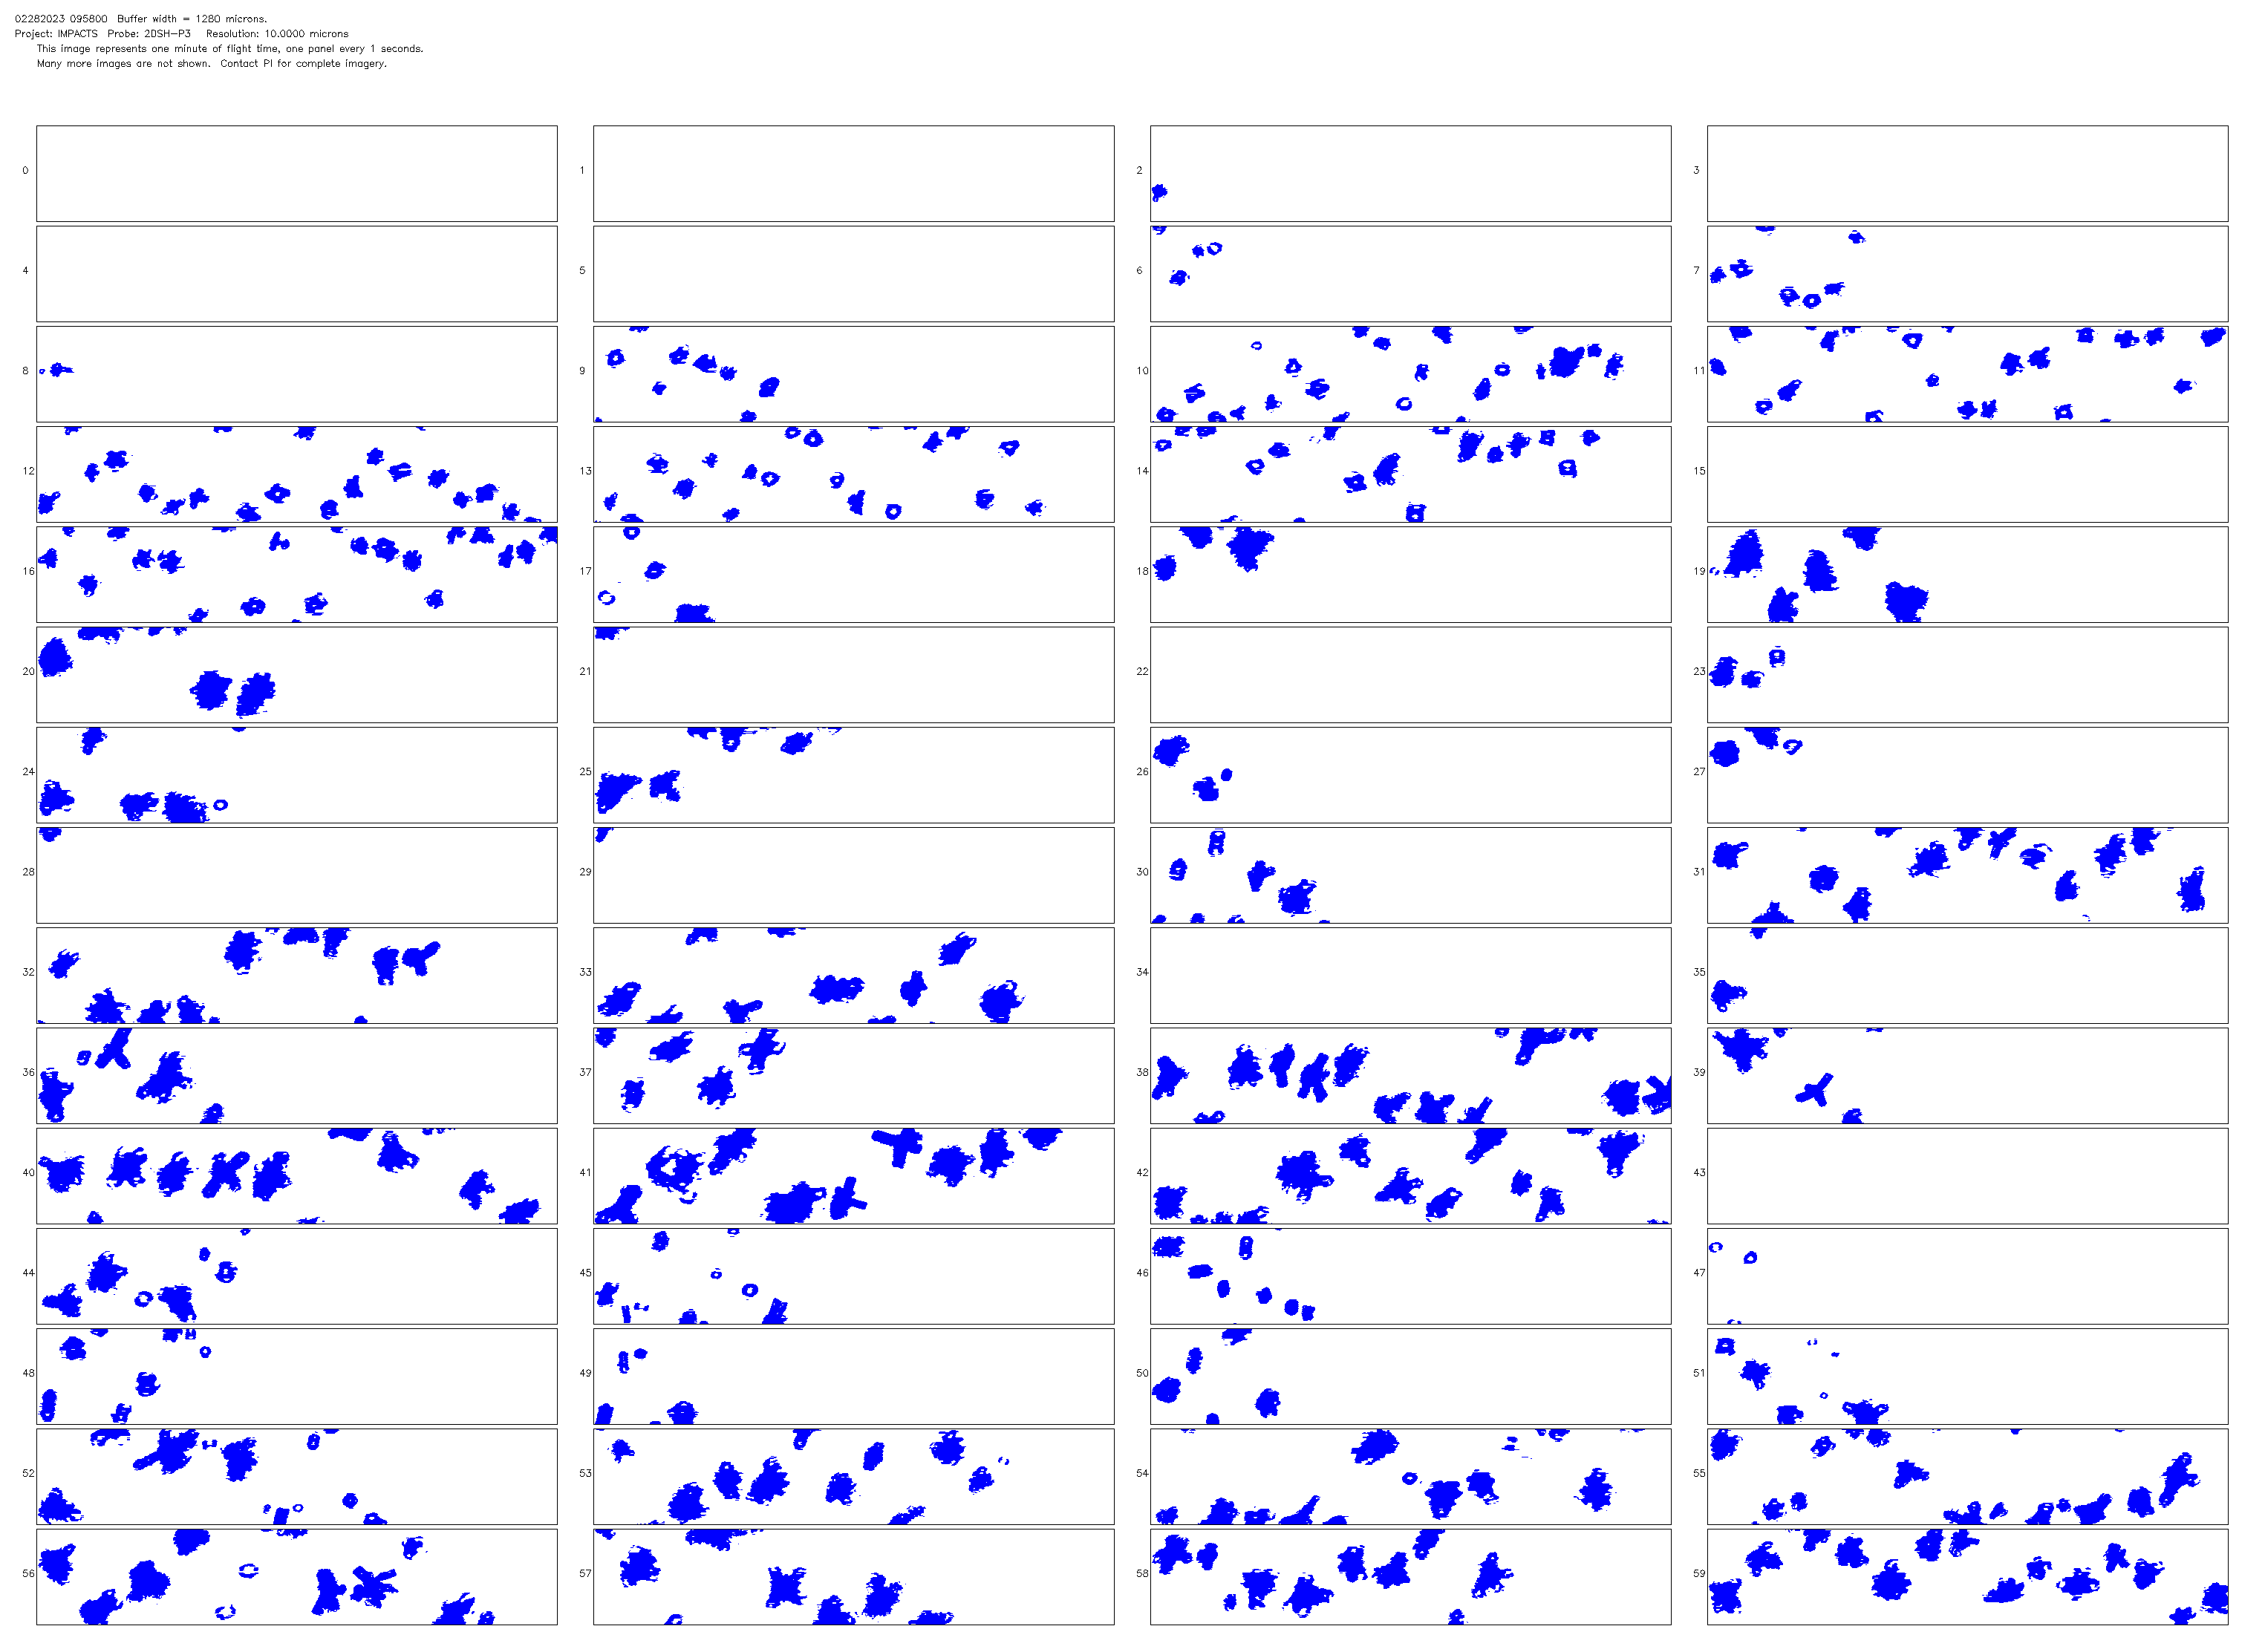 02282023 095800 Buffer width = 1280 microns.
Project: IMPACTS Probe: 2DSH-P3 Resolution: 10.0000 microns
This image represents one minute of flight time, one panel every 1 seconds.
Many more images are not shown. Contact PI for complete imagery.
0 1 2 3
4 5 6 7
8 9 10 11
12 13 14 15
16 17 18 19
20 21 22 23
24 25 26 27
28 29 30 31
32 33 34 35
36 37 38 39
40 41 42 43
44 45 46 47
48 49 50 51
52 53 54 55
56 57 58 59